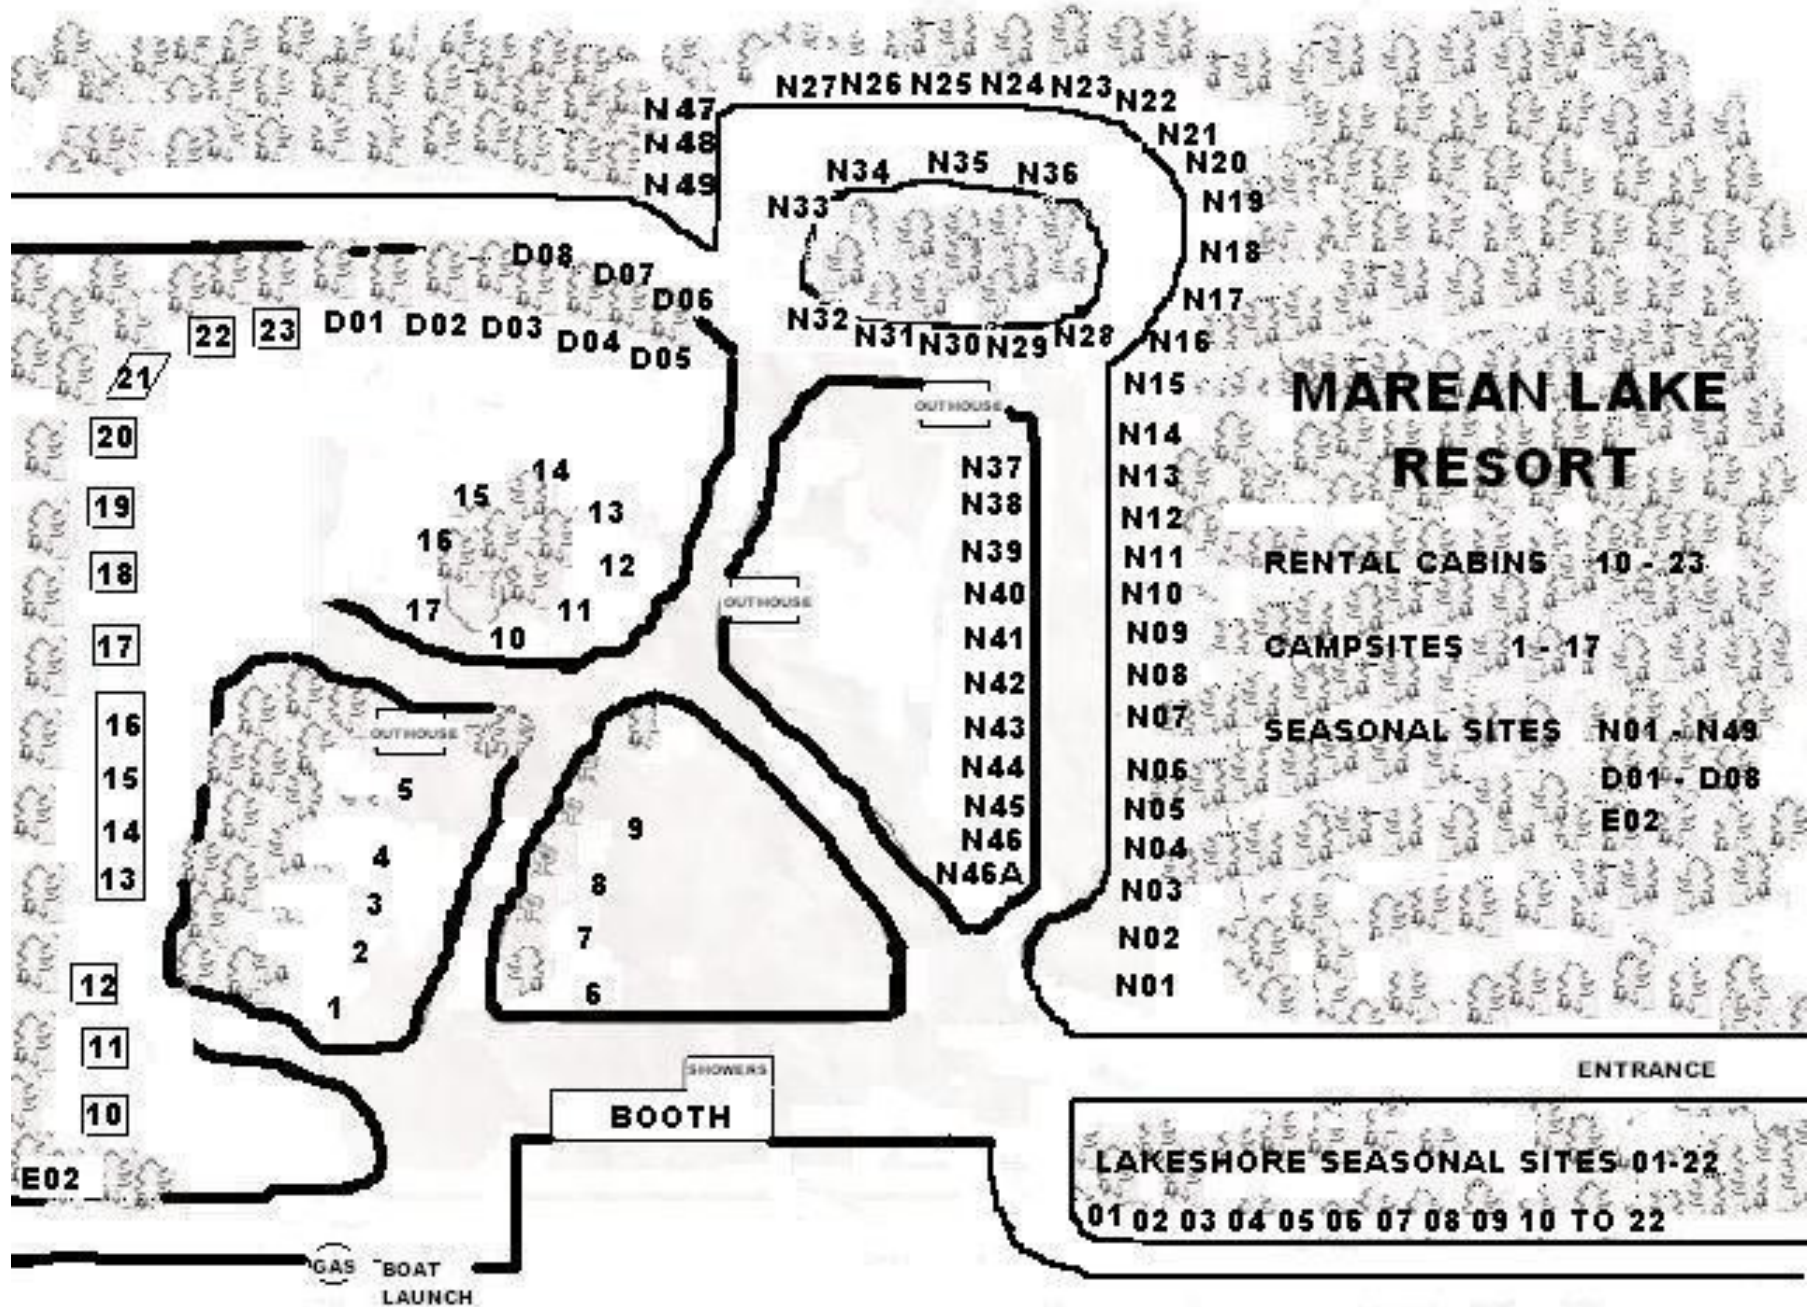 N27 N26 N25 N24 N23
N22
N47
N21
N48
N20
N34 N35 N36
N49
N19
N33
D08
N18
D07
D06
N17
N32
22 23 D01 D02 D03
N31 N30 N29 N28
N16
D04
D05
21
N15
MAREAN LAKE
RESORT
OUTHOUSE
20
N14
14
N37
N13
15
19
13
N38
N12
16
N39
N11
RENTAL CABINS 10 - 23
18
12
N40
N10
OUTHOUSE
17
11
10
N41
N09
17
CAMPSITES 1 - 17
N42
N08
16
N43
N07
SEASONAL SITES N01 - N49
OUTHOUSE
15
5
N44
N06
D01 - D08
N45
N05
E02
14
9
N46
N04
4
13
8
N46A
N03
3
7
N02
2
12
6
N01
1
11
SHOWERS
ENTRANCE
10
BOOTH
E02
LAKESHORE SEASONAL SITES 01-22
01 02 03 04 05 06 07 08 09 10 TO 22
GAS
BOAT
LAUNCH